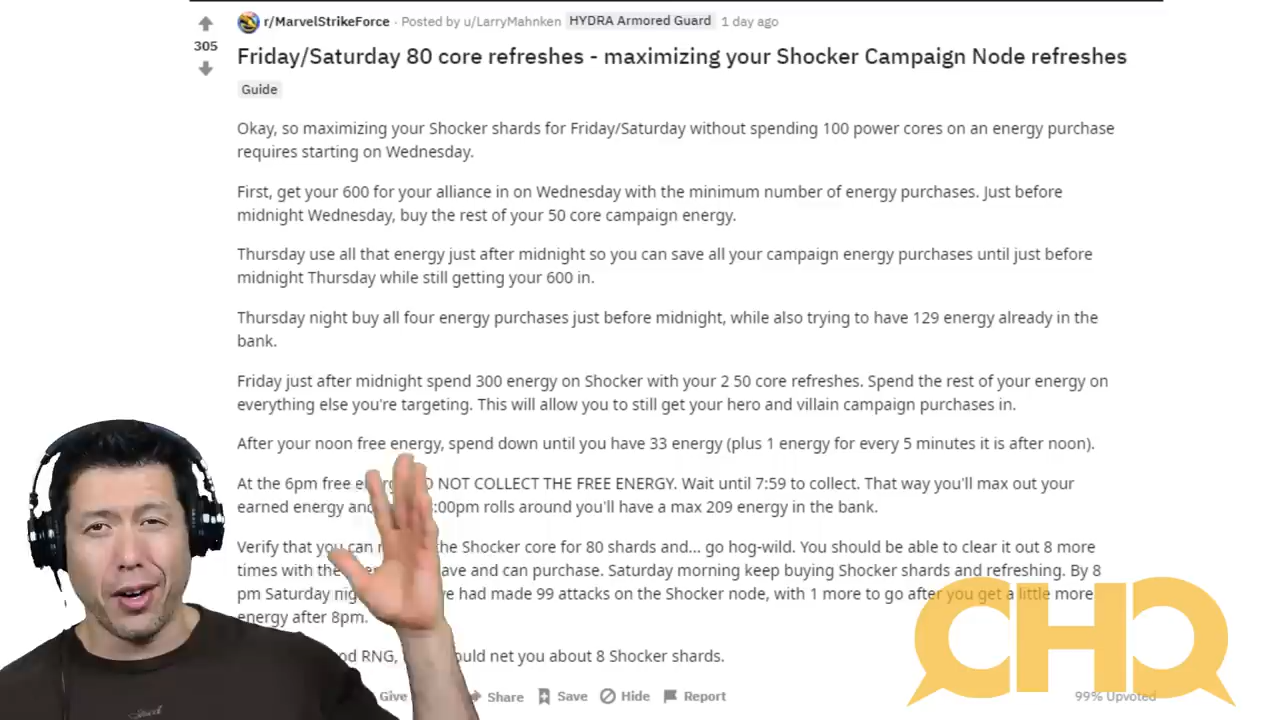 r/MarvelStrikeForce · Posted by u/LarryMahnken HYDRA Armored Guard 1 day ago
305
Friday/Saturday 80 core refreshes - maximizing your Shocker Campaign Node refreshes
Guide
Okay, so maximizing your Shocker shards for Friday/Saturday without spending 100 power cores on an energy purchase
requires starting on Wednesday.
First, get your 600 for your alliance in on Wednesday with the minimum number of energy purchases. Just before
midnight Wednesday, buy the rest of your 50 core campaign energy.
Thursday use all that energy just after midnight so you can save all your campaign energy purchases until just before
midnight Thursday while still getting your 600 in.
Thursday night buy all four energy purchases just before midnight, while also trying to have 129 energy already in the
bank.
Friday just after midnight spend 300 energy on Shocker with your 2 50 core refreshes. Spend the rest of your energy on
everything else you're targeting. This will allow you to still get your hero and villain campaign purchases in.
After your noon free energy, spend down until you have 33 energy (plus 1 energy for every 5 minutes it is after noon).
At the 6pm free NOT COLLECT THE FREE ENERGY. Wait until 7:59 to collect. That way you'll max out your
earned energy and :00pm rolls around you'll have a max 209 energy in the bank.
Verify that you can the Shocker core for 80 shards and... go hog-wild. You should be able to clear it out 8 more
times with the and can purchase. Saturday morning keep buying Shocker shards and refreshing. By 8
pm Saturday had made 99 attacks on the Shocker node, with 1 more to go after you get a little more
energy after 8pm.
RNG, net you about 8 Shocker shards.
Give Share Save Hide Report 99% Upvoted
CHC